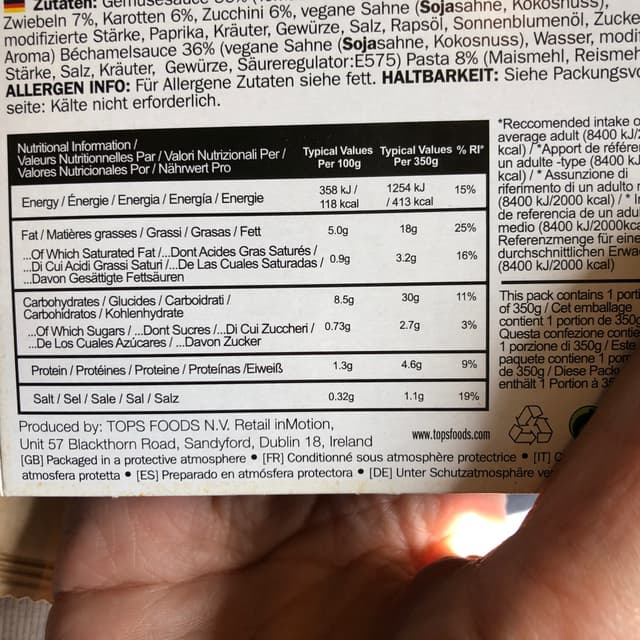 Zutaten: Gemüsesauce
Zwiebeln 7%, Karotten 6%, Zucchini 6%, vegane Sahne (Sojasahne, Kokosnuss),
modifizierte Stärke, Paprika, Kräuter, Gewürze, Salz, Rapsöl, Sonnenblumenöl, Zucke
Aroma) Béchamelsauce 36% (vegane Sahne (Sojasahne, Kokosnuss), Wasser, modif
Stärke, Salz, Kräuter, Gewürze, Säureregulator:E575) Pasta 8% (Maismehl, Reismeh
ALLERGEN INFO: Für Allergene Zutaten siehe fett. HALTBARKEIT: Siehe Packungsvo
seite: Kälte nicht erforderlich.
Nutritional Information /
Valeurs Nutritionnelles Par / Valori Nutrizionali Per /
Valores Nutricionales Por / Nährwert Pro
Typical Values
Per 100g
Typical Values
Per 350g
% RI*
Energy / Énergie / Energia / Energía / Energie
358 kJ /
118 kcal
1254 kJ
/ 413 kcal
15%
Fat / Matières grasses / Grassi / Grasas / Fett
5.0g
18g
25%
...Of Which Saturated Fat /...Dont Acides Gras Saturés /
...Di Cui Acidi Grassi Saturi /...De Las Cuales Saturadas /
...Davon Gesättigte Fettsäuren
0.9g
3.2g
16%
Carbohydrates / Glucides / Carboidrati /
Carbohidratos / Kohlenhydrate
8.5g
30g
11%
...Of Which Sugars / ...Dont Sucres /...Di Cui Zuccheri /
...De Los Cuales Azúcares / ...Davon Zucker
0.73g
2.7g
3%
Protein / Protéines / Proteine / Proteínas /Eiweiß
1.3g
4.6g
9%
Salt / Sel / Sale / Sal / Salz
0.32g
1.1g
19%
*Reccomended intake o
average adult (8400 kJ/2
kcal) / *Apport de référe
un adulte -type (8400 kJ
kcal) / * Assunzione di
riferimento di un adulto
(8400 kJ/2000 kcal) / * In
de referencia de un adul
medio (8400 kJ/2000kca
Referenzmenge für eine
durchschnittlichen Erwa
(8400 kJ/2000 kcal)
This pack contains 1 porti
of 350g / Cet emballage
contient 1 portion de 350g
Questa confezione contie
1 porzione di 350g / Este
paquete contiene 1 porc
de 350g / Diese Pack
enthält 1 Portion à 35
Produced by: TOPS FOODS N.V. Retail inMotion,
Unit 57 Blackthorn Road, Sandyford, Dublin 18, Ireland
www.topsfoods.com
[GB] Packaged in a protective atmosphere • [FR] Conditionné sous atmosphère protectrice • [IT] C
atmosfera protetta • [ES] Preparado en atmósfera protectora • [DE] Unter Schutzatmosphäre ver